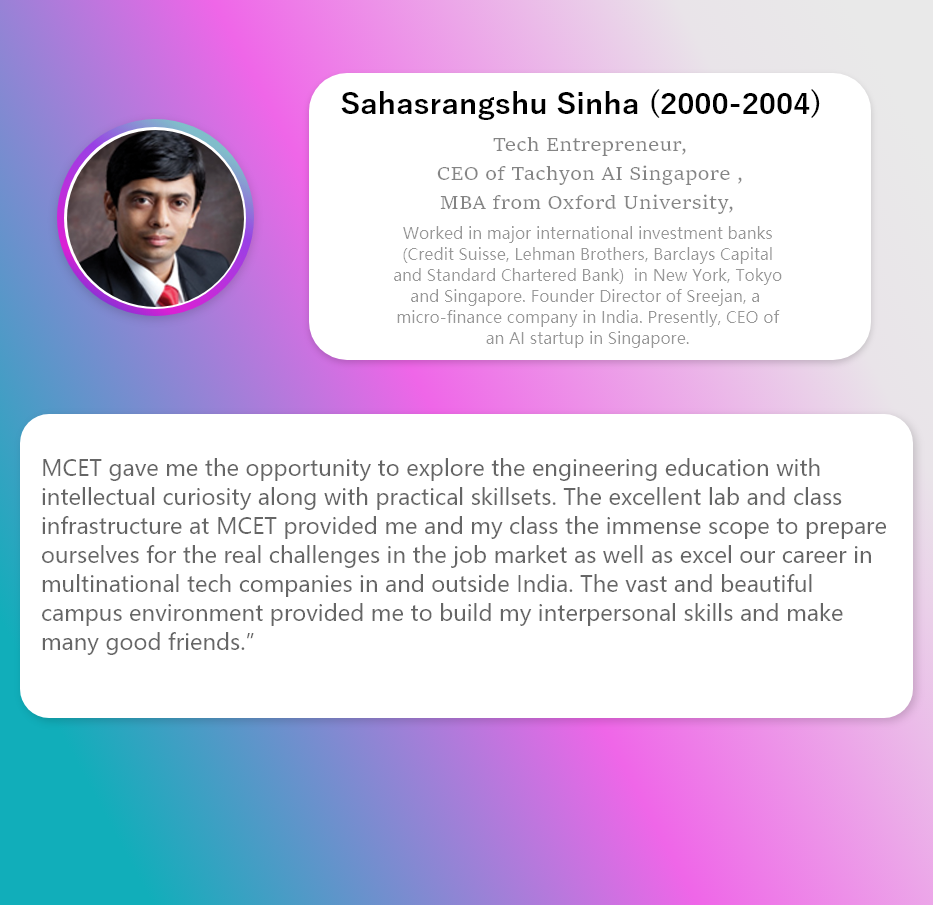 Sahasrangshu Sinha (2000-2004)
Tech Entrepreneur,
CEO of Tachyon AI Singapore ,
MBA from Oxford University,
Worked in major international investment banks
(Credit Suisse, Lehman Brothers, Barclays Capital
and Standard Chartered Bank)  in New York, Tokyo
and Singapore. Founder Director of Sreejan, a
micro-finance company in India. Presently, CEO of
an AI startup in Singapore.
MCET gave me the opportunity to explore the engineering education with
intellectual curiosity along with practical skillsets. The excellent lab and class
infrastructure at MCET provided me and my class the immense scope to prepare
ourselves for the real challenges in the job market as well as excel our career in
multinational tech companies in and outside India. The vast and beautiful
campus environment provided me to build my interpersonal skills and make
many good friends.”